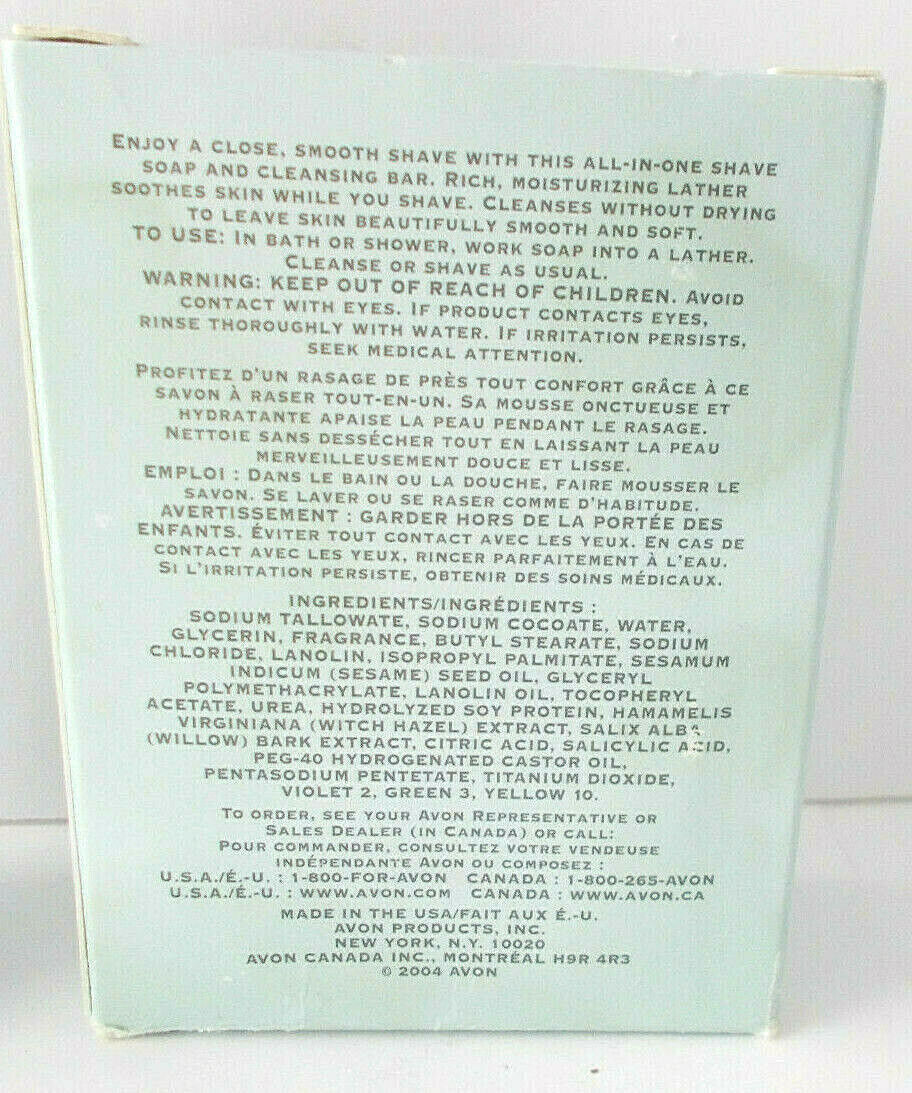 ENJOY A CLOSE, SMOOTH SHAVE WITH THIS ALL-IN-ONE SHAVE
SOAP AND CLEANSING BAR. RICH, MOISTURIZING LATHER
SOOTHES SKIN WHILE YOU SHAVE. CLEANSES WITHOUT DRYING
TO LEAVE SKIN BEAUTIFULLY SMOOTH AND SOFT.
TO USE: IN BATH OR SHOWER, WORK SOAP INTO A LATHER.
CLEANSE OR SHAVE AS USUAL.
WARNING: KEEP OUT OF REACH OF CHILDREN. AVOID
CONTACT WITH EYES. IF PRODUCT CONTACTS EYES,
RINSE THOROUGHLY WITH WATER. IF IRRITATION PERSISTS,
SEEK MEDICAL ATTENTION.
PROFITEZ D'UN RASAGE DE PRÈS TOUT CONFORT GRÂCE À CE
SAVON À RASER TOUT-EN-UN. SA MOUSSE ONCTUEUSE ET
HYDRATANTE APAISE LA PEAU PENDANT LE RASAGE.
NETTOIE SANS DESSÉCHER TOUT EN LAISSANT LA PEAU
MERVEILLEUSEMENT DOUCE ET LISSE.
EMPLOI : DANS LE BAIN OU LA DOUCHE, FAIRE MOUSSER LE
SAVON. SE LAVER OU SE RASER COMME D'HABITUDE.
AVERTISSEMENT : GARDER HORS DE LA PORTÉE DES
ENFANTS. ÉVITER TOUT CONTACT AVEC LES YEUX. EN CAS DE
CONTACT AVEC LES YEUX, RINCER PARFAITEMENT À L'EAU.
SI L'IRRITATION PERSISTE, OBTENIR DES SOINS MÉDICAUX.
INGREDIENTS/INGRÉDIENTS :
SODIUM TALLOWATE, SODIUM COCOATE, WATER,
GLYCERIN, FRAGRANCE, BUTYL STEARATE, SODIUM
CHLORIDE, LANOLIN, ISOPROPYL PALMITATE, SESAMUM
INDICUM (SESAME) SEED OIL, GLYCERYL
POLYMETHACRYLATE, LANOLIN OIL, TOCOPHERYL
ACETATE, UREA, HYDROLYZED SOY PROTEIN, HAMAMELIS
VIRGINIANA (WITCH HAZEL) EXTRACT, SALIX ALBA
(WILLOW) BARK EXTRACT, CITRIC ACID, SALICYLIC ACID,
PEG-40 HYDROGENATED CASTOR OIL,
PENTASODIUM PENTETATE, TITANIUM DIOXIDE,
VIOLET 2, GREEN 3, YELLOW 10.
TO ORDER, SEE YOUR AVON REPRESENTATIVE OR
SALES DEALER (IN CANADA) OR CALL:
POUR COMMANDER, CONSULTEZ VOTRE VENDEUSE
INDÉPENDANTE AVON OU COMPOSEZ :
U.S.A./É.-U. : 1-800-FOR-AVON CANADA : 1-800-265-AVON
U.S.A./É.-U. : WWW.AVON.COM CANADA : WWW.AVON.CA
MADE IN THE USA/FAIT AUX É.-U.
AVON PRODUCTS, INC.
NEW YORK, N.Y. 10020
AVON CANADA INC., MONTRÉAL H9R 4R3
© 2004 AVON